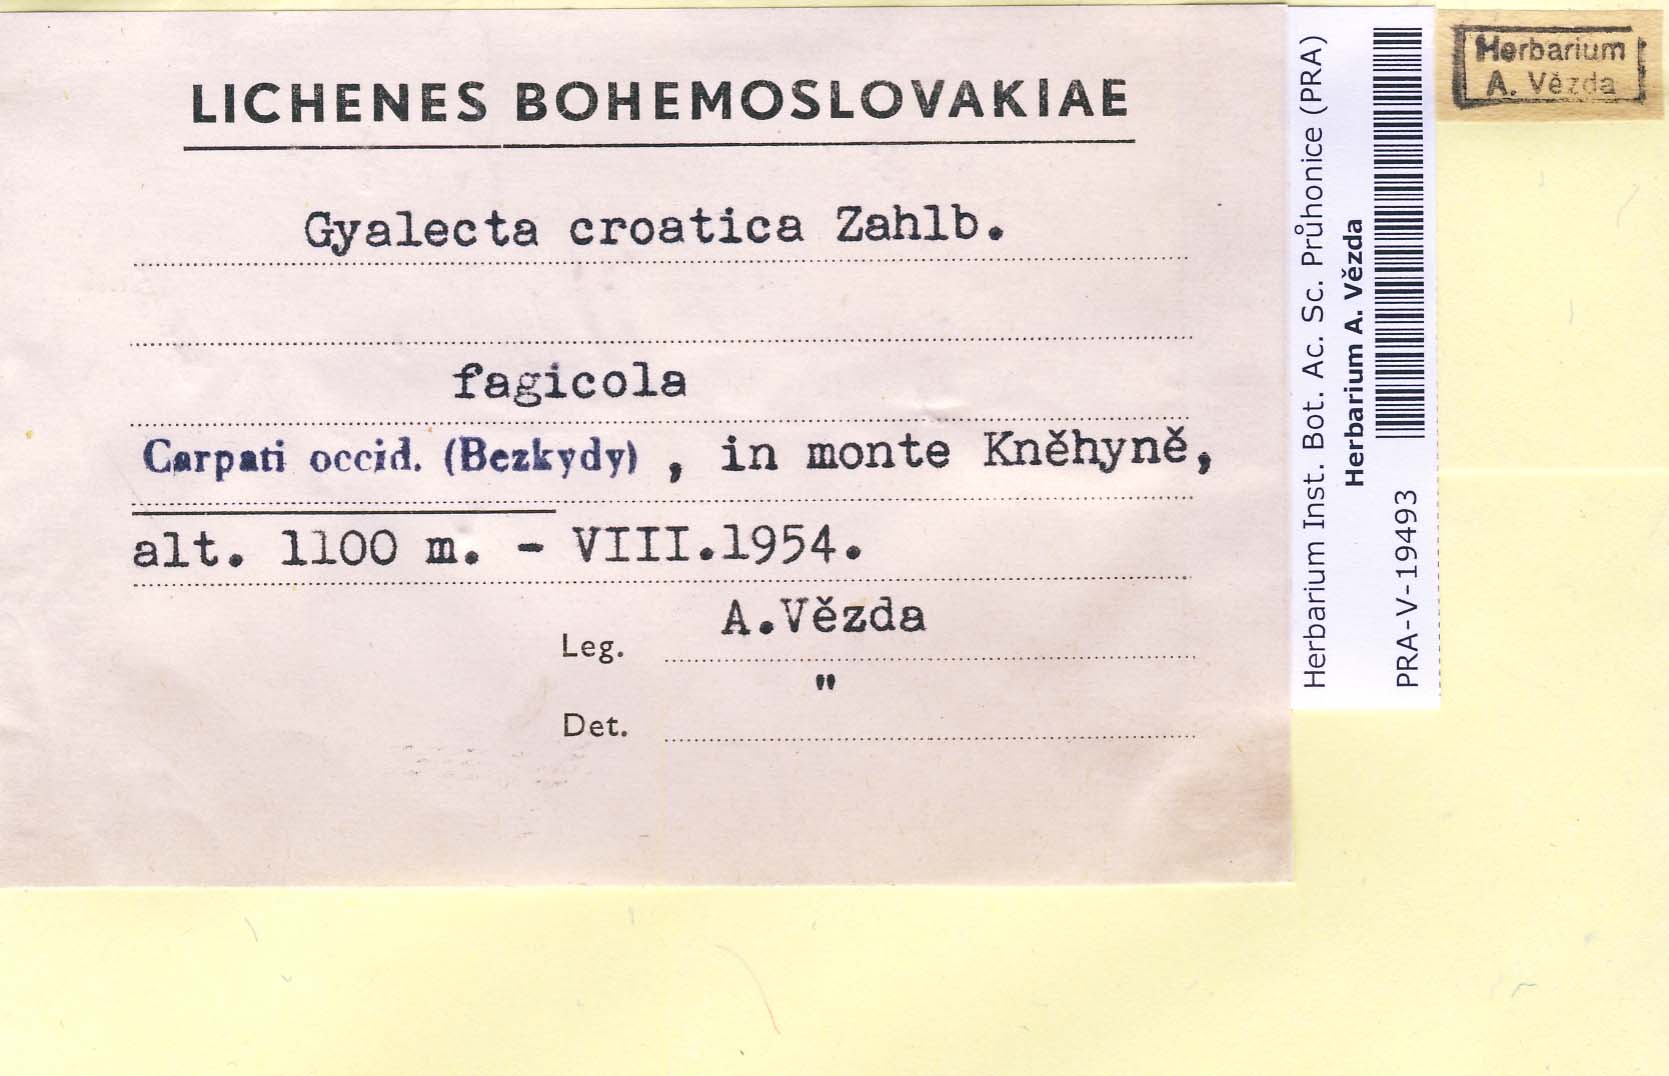 LICHENES BOHEMOSLOVAKIAE
Gyalecta croatica Zahlb.
fagicola
Carpati occid. (Bezkydy) , in monte Kněhyně,
alt. 1100 m. - VIII.1954.
Leg. A.Vězda
Det. "
Herbarium Inst. Bot. Ac. Sc. Průhonice (PRA)
Herbarium A. Vězda
PRA-V-19493
Herbarium
A. Vězda